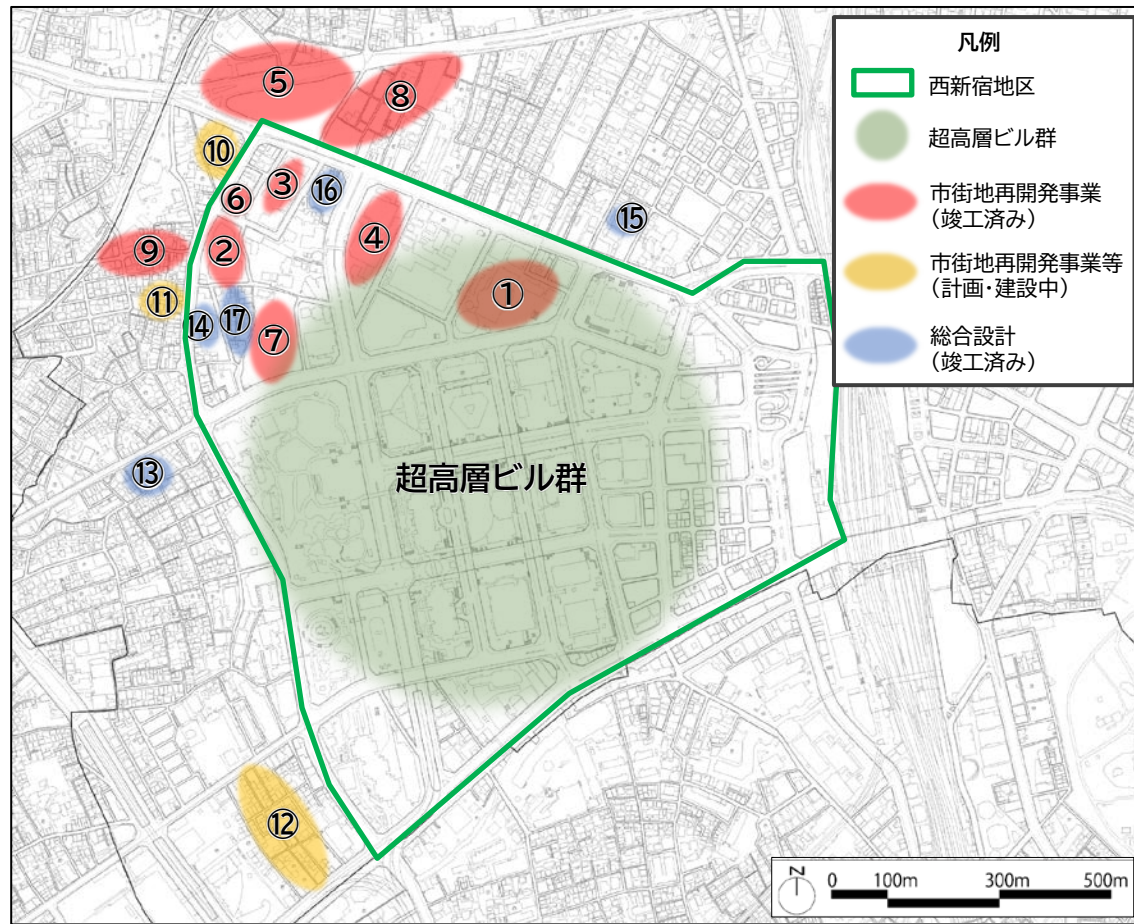 凡例
西新宿地区
超高層ビル群
市街地再開発事業
（竣工済み）
市街地再開発事業等
（計画・建設中）
総合設計
（竣工済み）
⑤
⑧
⑩
③
⑯
⑥
⑮
④
⑨
②
①
⑪
⑭
⑰
⑦
超高層ビル群
⑬
⑫
N
0 100m 300m 500m